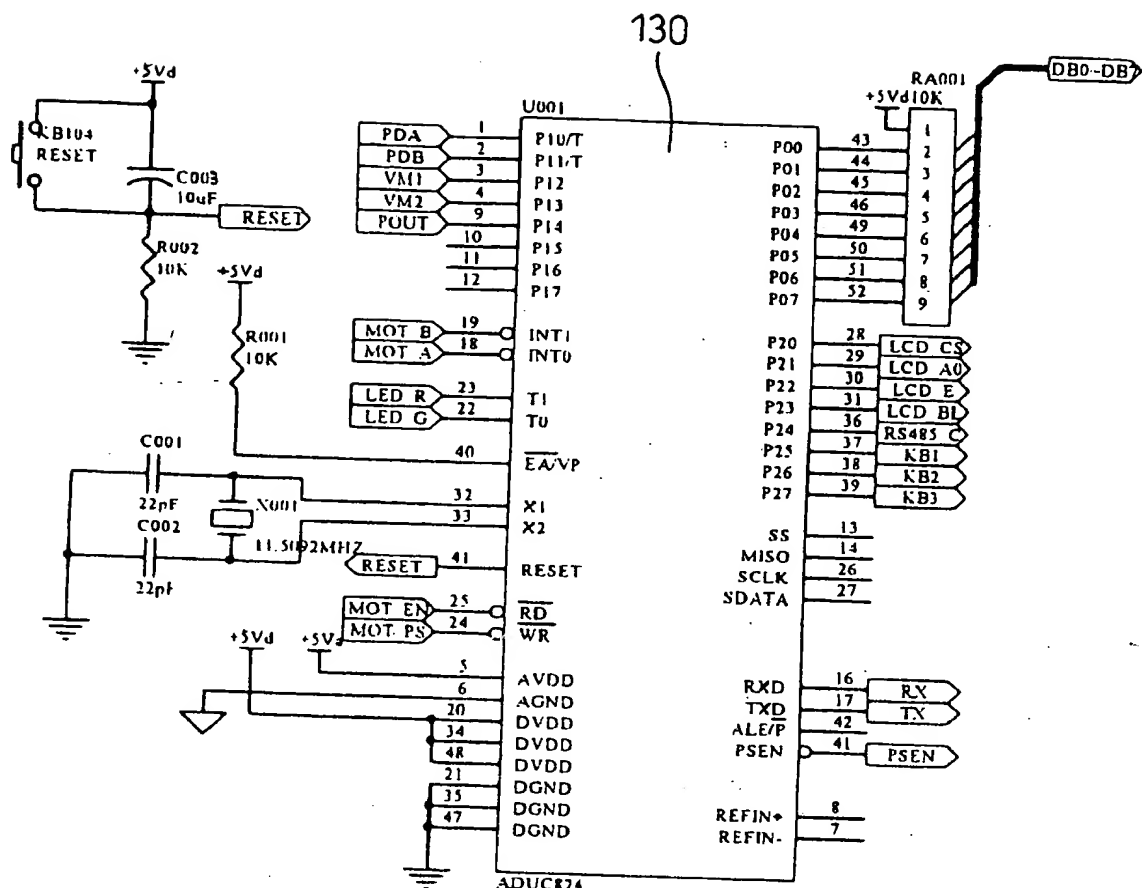 130
+5Vd
KB104
RESET
C003
10uF
RESET
R002
10K
+5Vd
R001
10K
C001
22pF
C002
22pF
X001
11.5092MHZ
+5Vd
U001
PDA 1 P10/T
PDB 2 P11/T
VM1 3 P12
VM2 4 P13
POUT 9 P14
10 P15
11 P16
12 P17
MOT B 19 INT1
MOT A 18 INT0
LED R 23 T1
LED G 22 T0
40 EA/VP
32 X1
33 X2
RESET 41 RESET
MOT EN 25 RD
MOT PS 24 WR
+5Vd
5 AVDD
6 AGND
20 DVDD
34 DVDD
48 DVDD
21 DGND
35 DGND
47 DGND
ADUC824
RA001
+5Vd 10K
DB0--DB7
1
P00 43 2
P01 44 3
P02 45 4
P03 46 5
P04 49 6
P05 50 7
P06 51 8
P07 52 9
P20 28 LCD CS
P21 29 LCD A0
P22 30 LCD E
P23 31 LCD BL
P24 36 RS485 C
P25 37 KB1
P26 38 KB2
P27 39 KB3
SS 13
MISO 14
SCLK 26
SDATA 27
RXD 16 RX
TXD 17 TX
ALE/P 42
PSEN 41 PSEN
REFIN+ 8
REFIN- 7